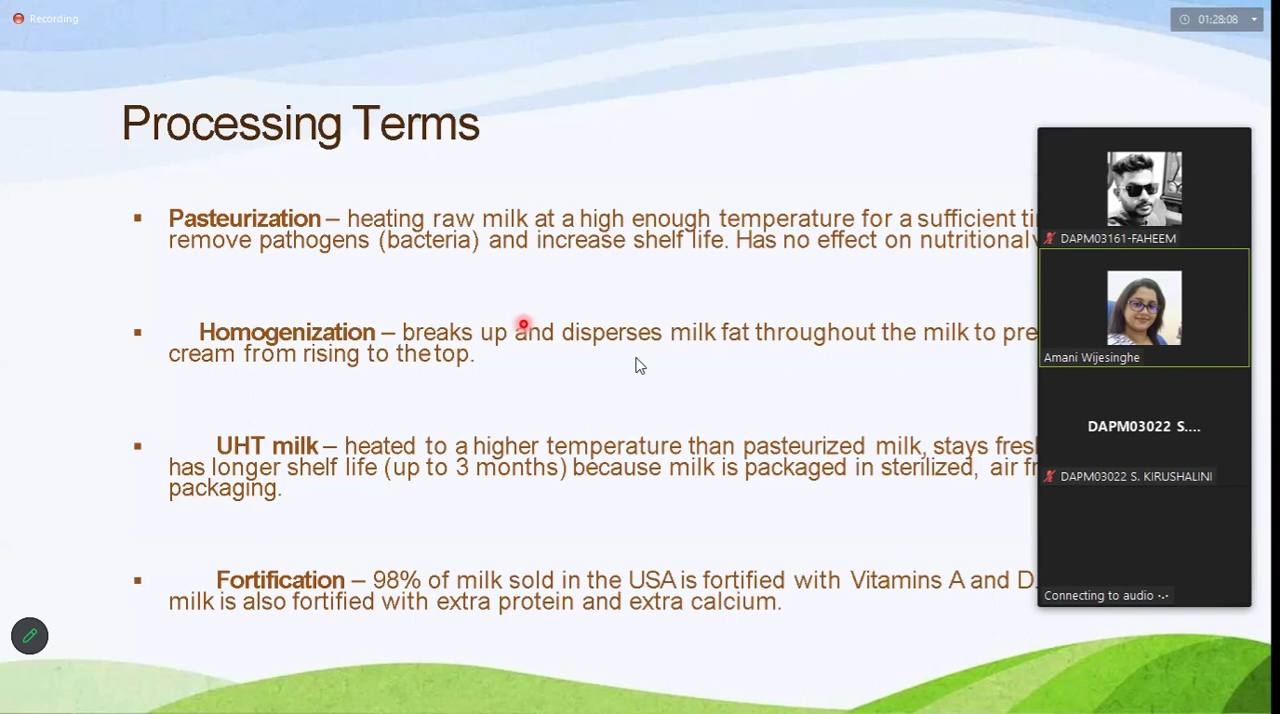 Recording
01:28:08
Processing Terms
▪ Pasteurization – heating raw milk at a high enough temperature for a sufficient
remove pathogens (bacteria) and increase shelf life. Has no effect on nutritional
▪ Homogenization – breaks up and disperses milk fat throughout the milk to
cream from rising to the top.
▪ UHT milk – heated to a higher temperature than pasteurized milk, stays
has longer shelf life (up to 3 months) because milk is packaged in sterilized, air
packaging.
▪ Fortification – 98% of milk sold in the USA is fortified with Vitamins A and D.
milk is also fortified with extra protein and extra calcium.
DAPM03161-FAHEEM
Amani Wijesinghe
DAPM03022 S....
DAPM03022 S. KIRUSHALINI
Connecting to audio